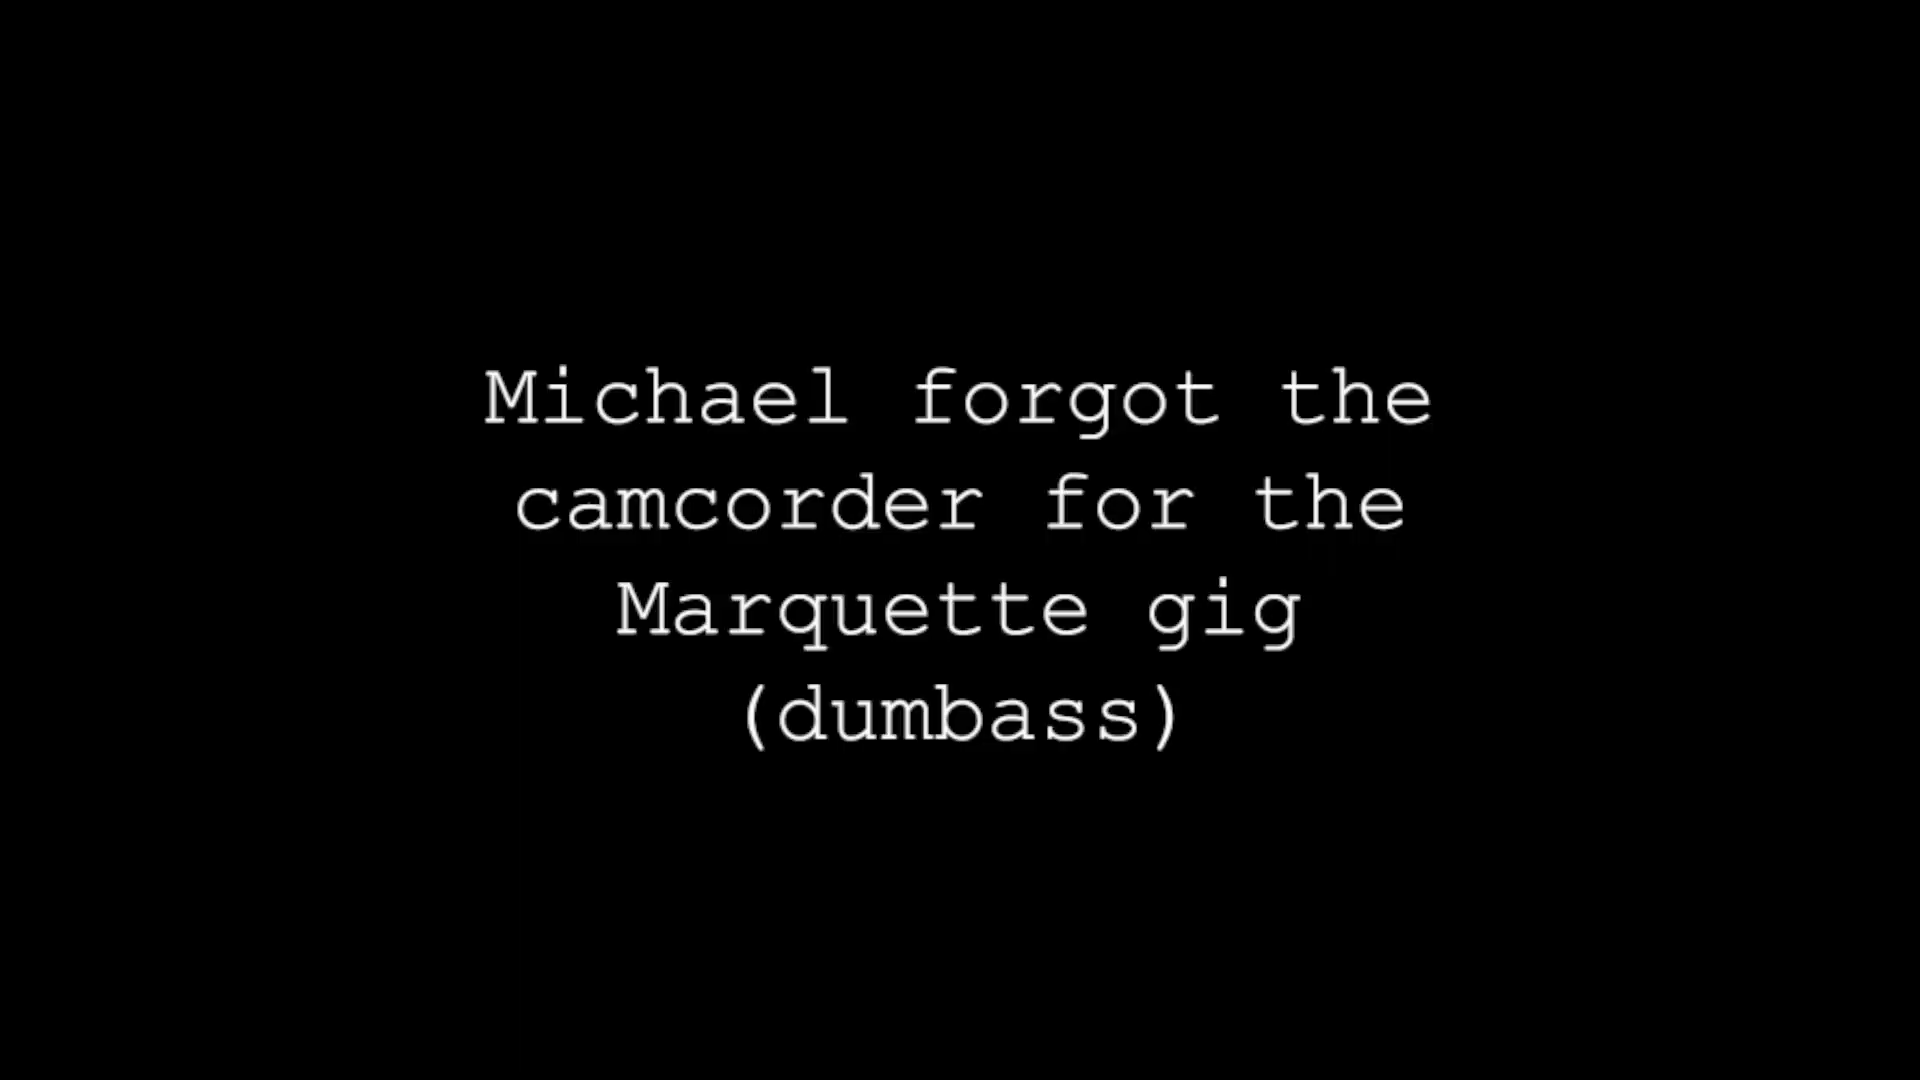 Michael forgot the
camcorder for the
Marquette gig
(dumbass)